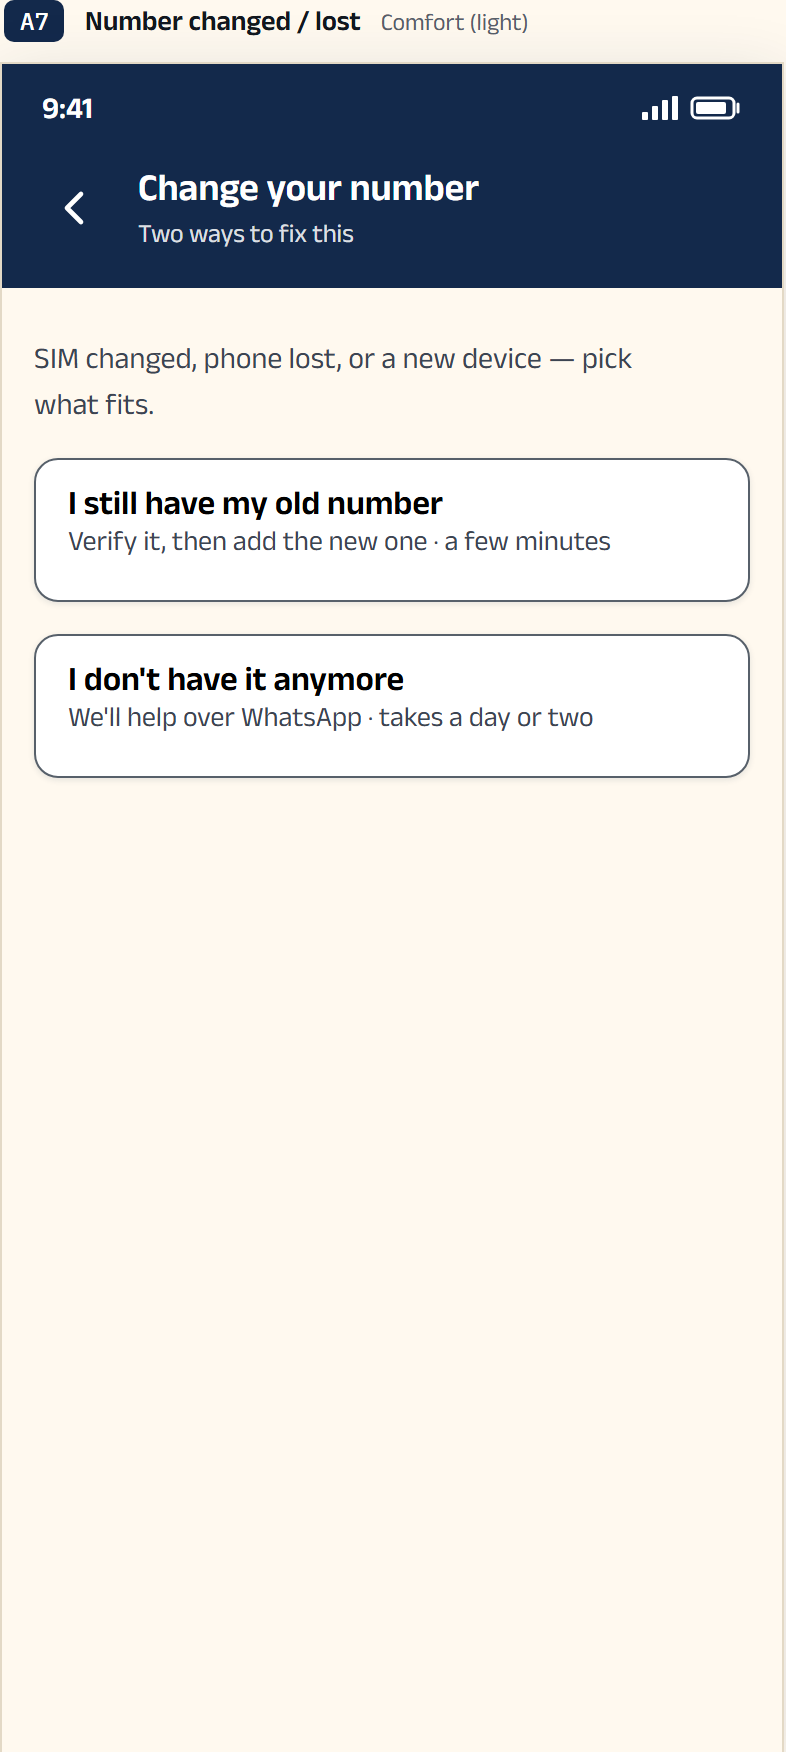 A7 Number changed / lost Comfort (light)
9:41
Change your number
Two ways to fix this
SIM changed, phone lost, or a new device — pick
what fits.
I still have my old number
Verify it, then add the new one · a few minutes
I don't have it anymore
We'll help over WhatsApp · takes a day or two